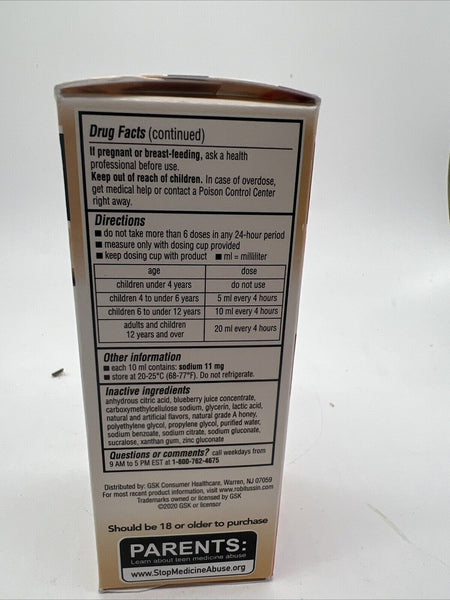 Drug Facts (continued)
If pregnant or breast-feeding, ask a health
professional before use.
Keep out of reach of children. In case of overdose,
get medical help or contact a Poison Control Center
right away.
Directions
■ do not take more than 6 doses in any 24-hour period
■ measure only with dosing cup provided
■ keep dosing cup with product ■ ml = milliliter
age dose
children under 4 years do not use
children 4 to under 6 years 5 ml every 4 hours
children 6 to under 12 years 10 ml every 4 hours
adults and children
12 years and over 20 ml every 4 hours
Other information
■ each 10 ml contains: sodium 11 mg
■ store at 20-25°C (68-77°F). Do not refrigerate.
Inactive ingredients
anhydrous citric acid, blueberry juice concentrate,
carboxymethylcellulose sodium, glycerin, lactic acid,
natural and artificial flavors, natural grade A honey,
polyethylene glycol, propylene glycol, purified water,
sodium benzoate, sodium citrate, sodium gluconate,
sucralose, xanthan gum, zinc gluconate
Questions or comments? call weekdays from
9 AM to 5 PM EST at 1-800-762-4675
Distributed by: GSK Consumer Healthcare, Warren, NJ 07059
For most recent product information, visit www.robitussin.com
Trademarks owned or licensed by GSK
©2020 GSK or licensor
Should be 18 or older to purchase
PARENTS:
Learn about teen medicine abuse
www.StopMedicineAbuse.org